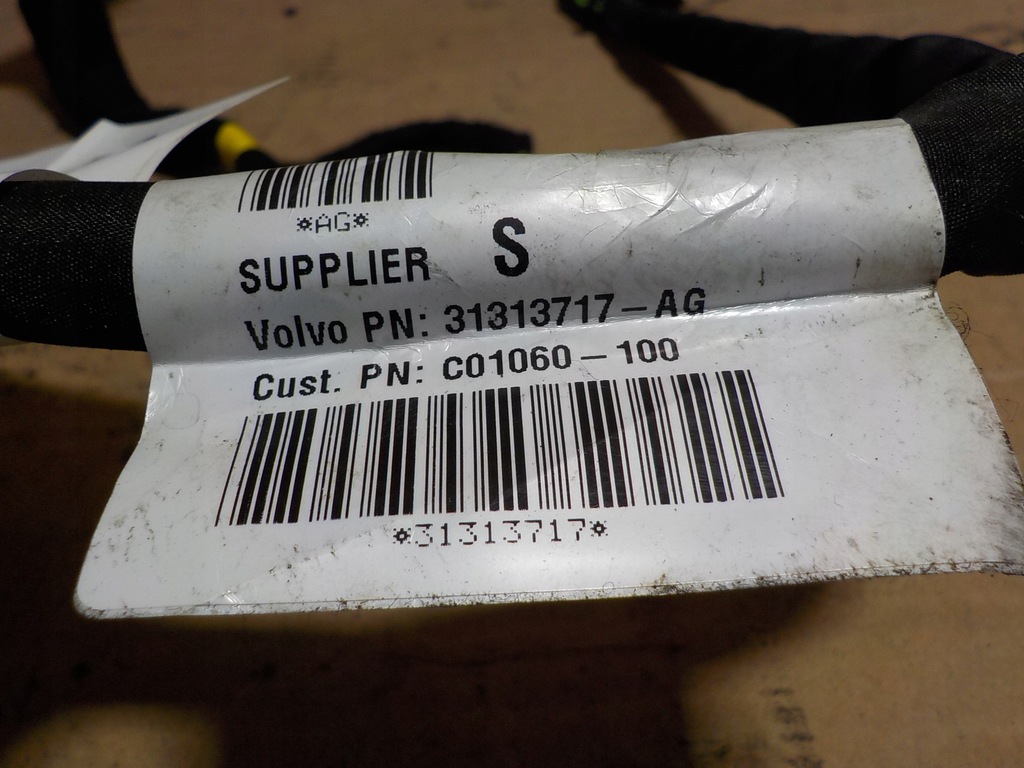 *AG*
SUPPLIER S
Volvo PN: 31313717-AG
Cust. PN: C01060-100
*31313717*